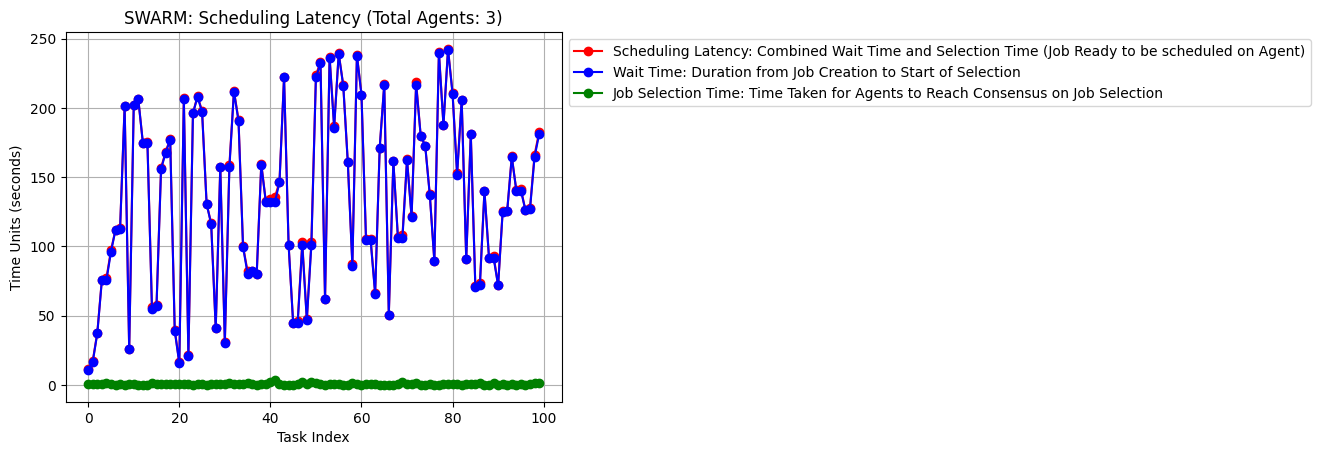 SWARM: Scheduling Latency (Total Agents: 3)
Scheduling Latency: Combined Wait Time and Selection Time (Job Ready to be scheduled on Agent)
Wait Time: Duration from Job Creation to Start of Selection
Job Selection Time: Time Taken for Agents to Reach Consensus on Job Selection
Time Units (seconds)
250
200
150
100
50
0
0 20 40 60 80 100
Task Index